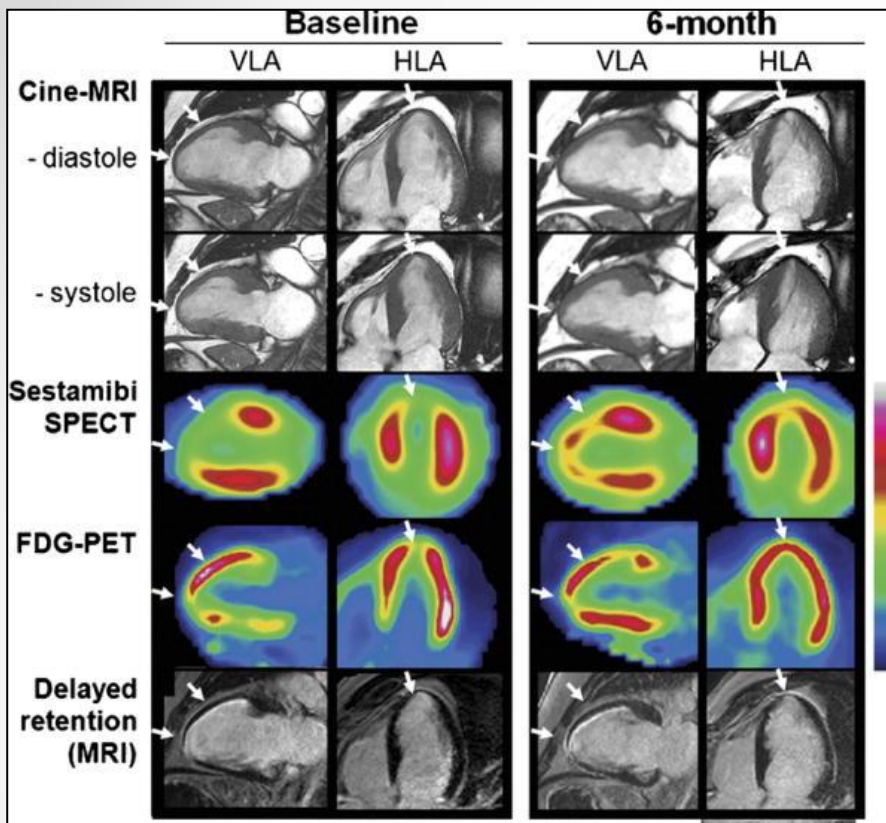 Baseline 6-month
VLA HLA VLA HLA
Cine-MRI
- diastole
- systole
Sestamibi
SPECT
FDG-PET
Delayed
retention
(MRI)